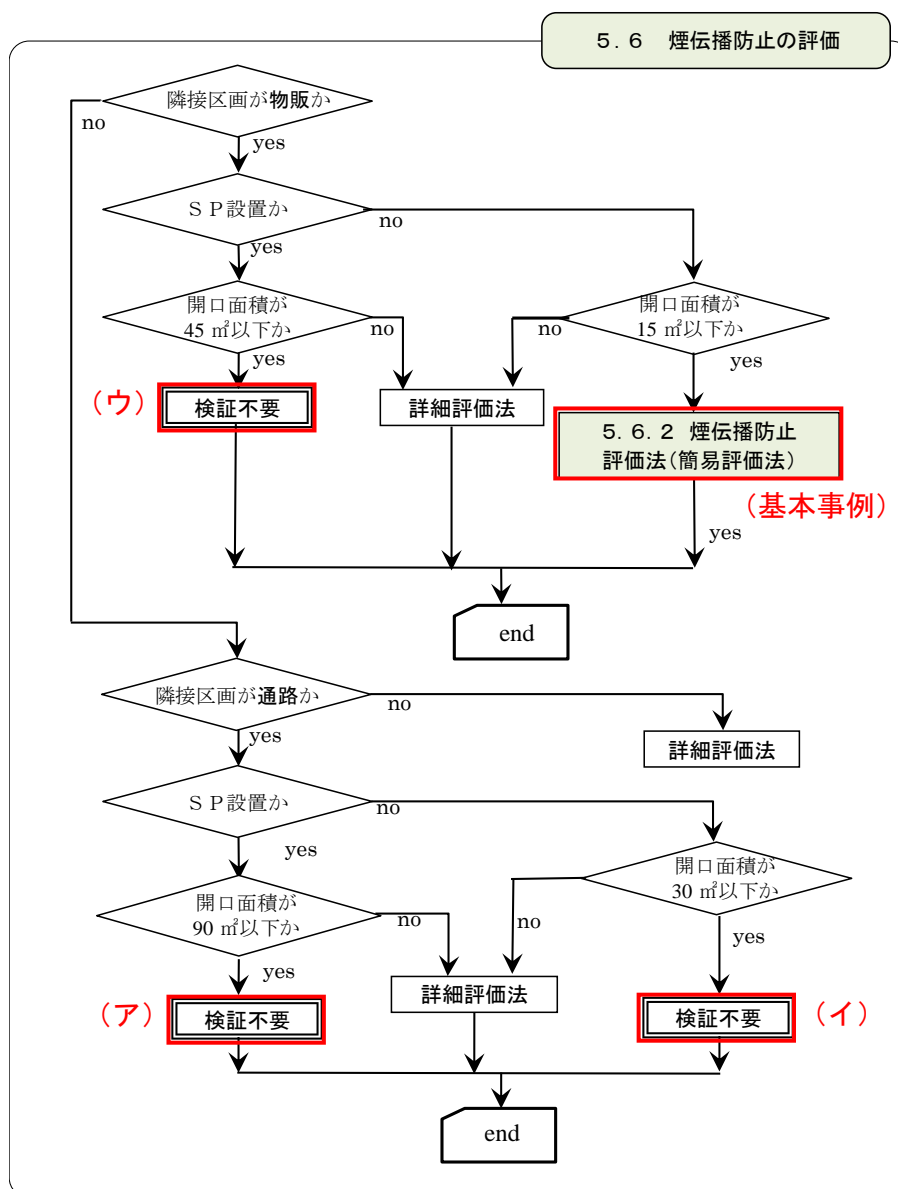 5.6 煙伝播防止の評価
隣接区画が物販か
no
yes
SP設置か
no
yes
開口面積が
45 ㎡以下か
no
yes
開口面積が
15 ㎡以下か
no
yes
(ウ)
検証不要
詳細評価法
5.6.2 煙伝播防止
評価法(簡易評価法)
(基本事例)
yes
end
隣接区画が通路か
no
yes
詳細評価法
SP設置か
no
yes
開口面積が
90 ㎡以下か
no
yes
開口面積が
30 ㎡以下か
no
yes
(ア)
検証不要
詳細評価法
検証不要
(イ)
end